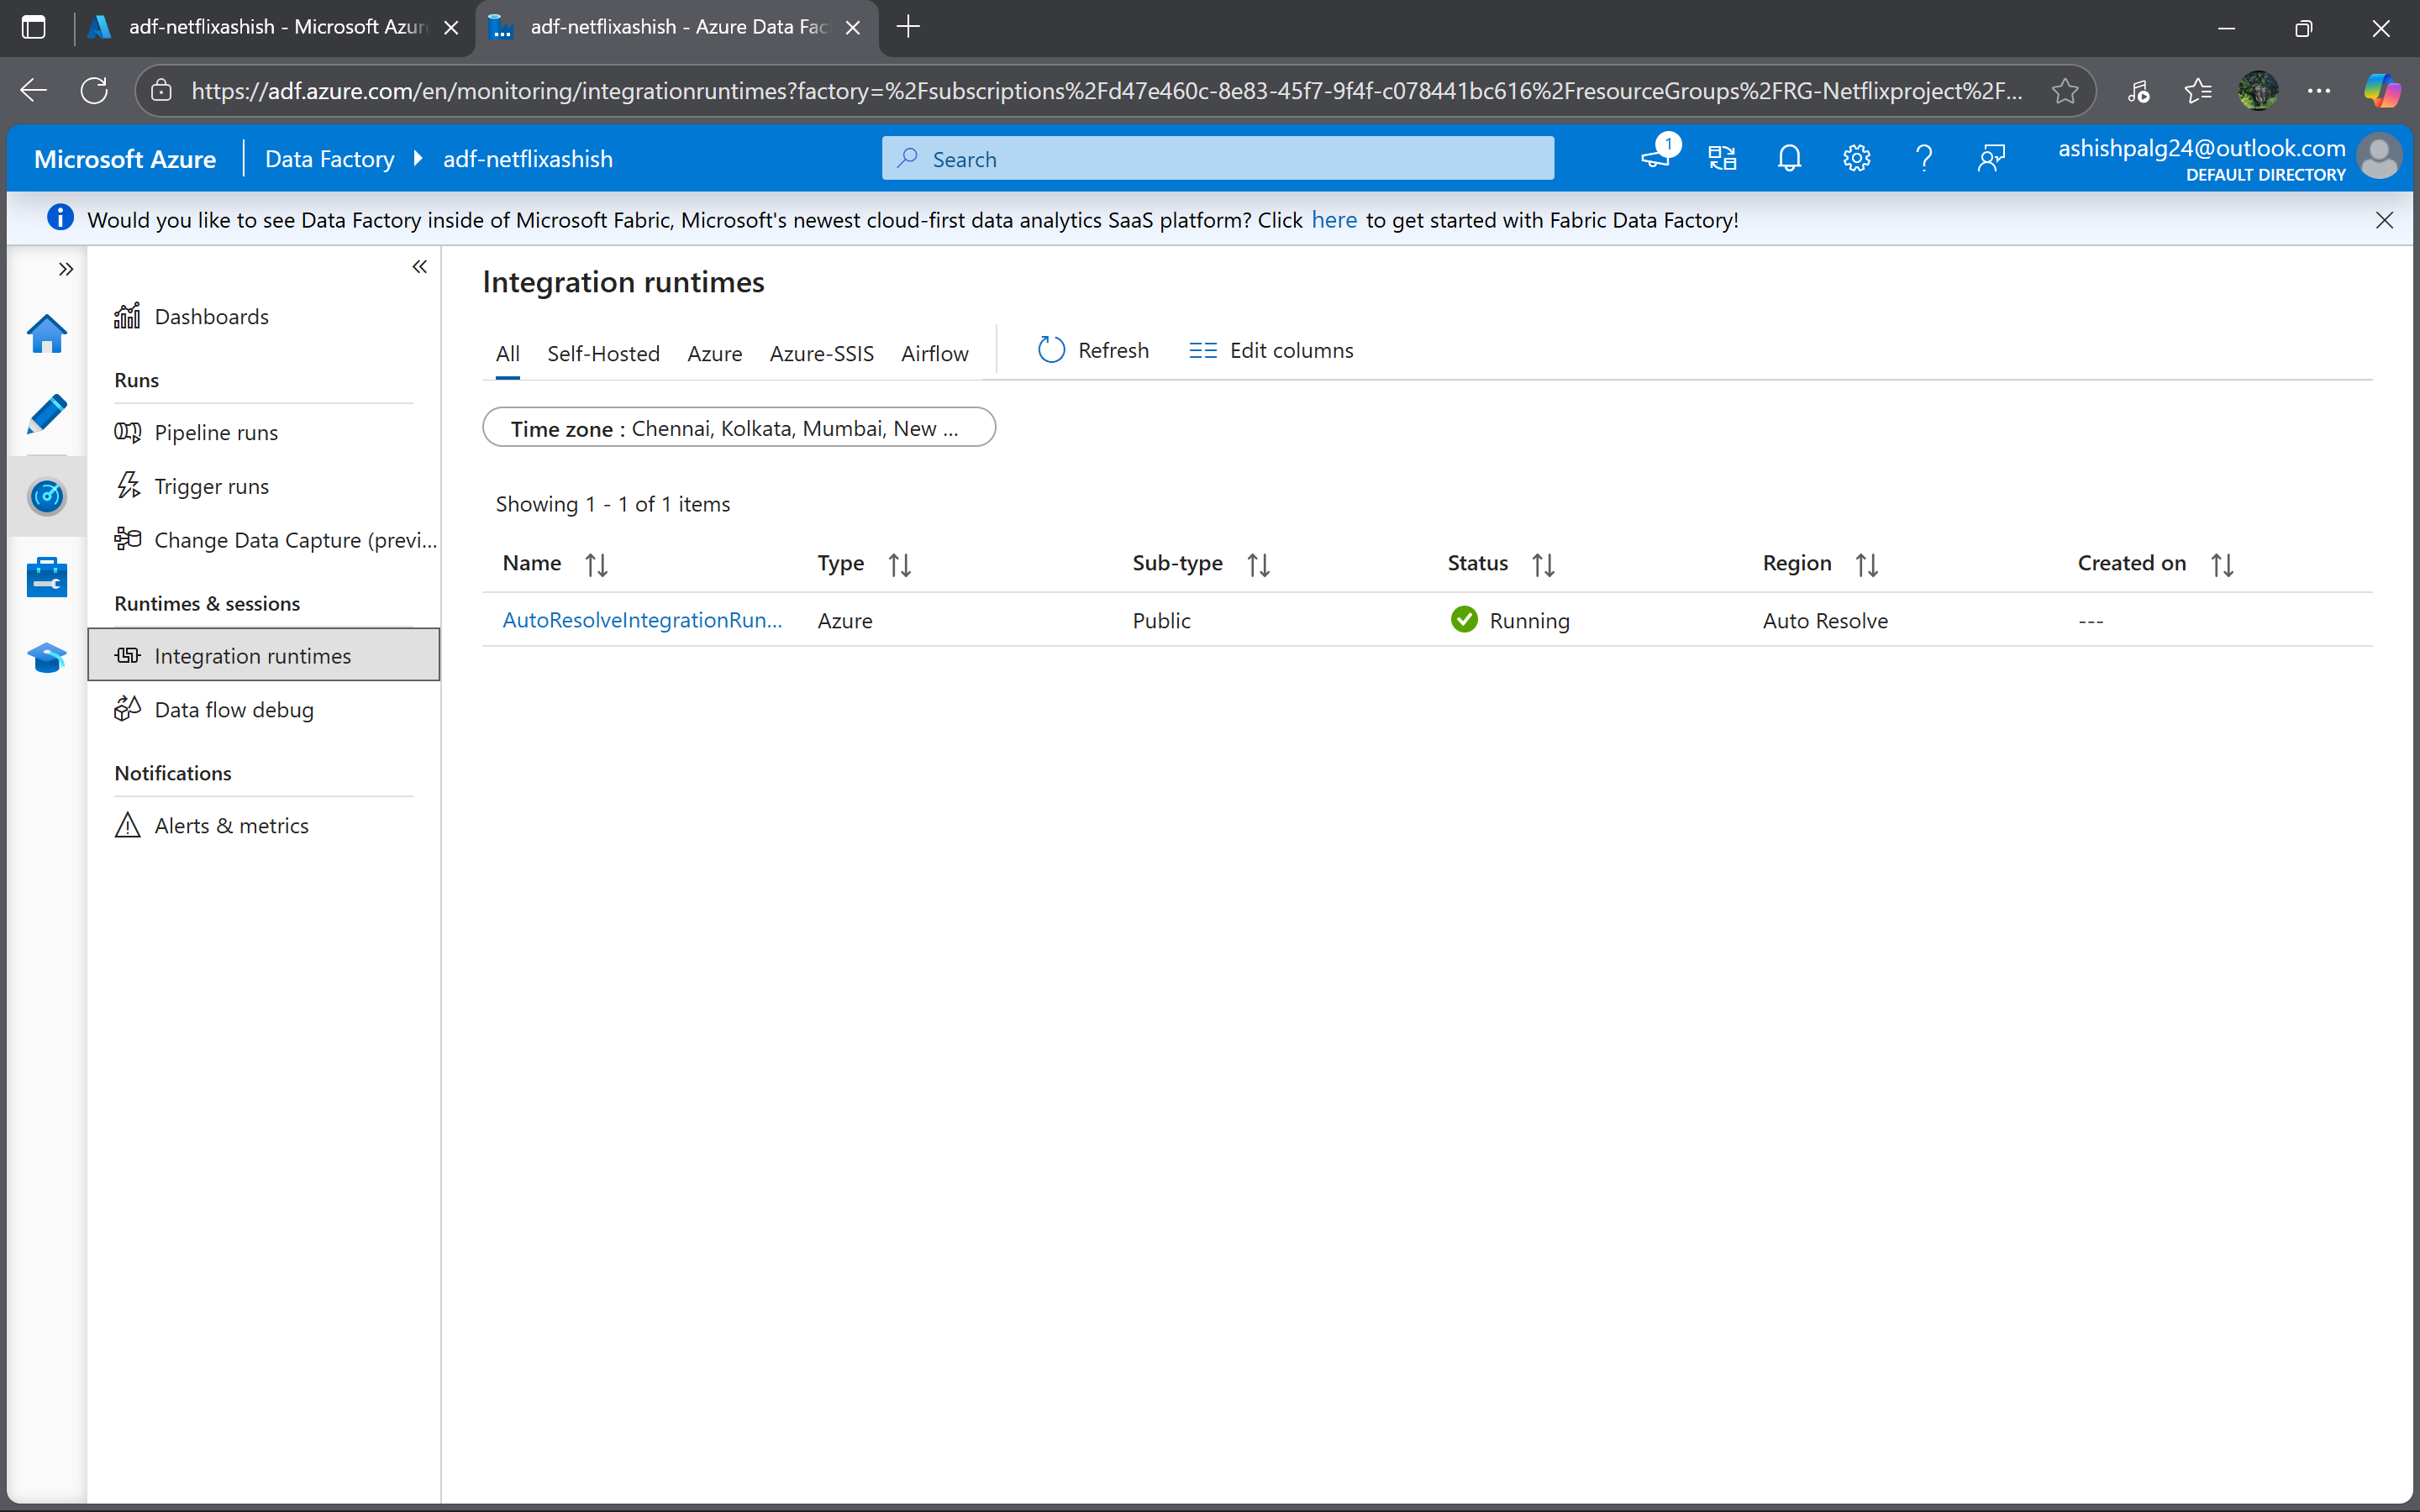 adf-netflixashish - Microsoft Azur
adf-netflixashish - Azure Data Fac
https://adf.azure.com/en/monitoring/integrationruntimes?factory=%2Fsubscriptions%2Fd47e460c-8e83-45f7-9f4f-c078441bc616%2FresourceGroups%2FRG-Netflixproject%2F...
Microsoft Azure
Data Factory
adf-netflixashish
Search
1
ashishpalg24@outlook.com
DEFAULT DIRECTORY
Would you like to see Data Factory inside of Microsoft Fabric, Microsoft's newest cloud-first data analytics SaaS platform? Click here to get started with Fabric Data Factory!
Dashboards
Runs
Pipeline runs
Trigger runs
Change Data Capture (previ...
Runtimes & sessions
Integration runtimes
Data flow debug
Notifications
Alerts & metrics
Integration runtimes
All Self-Hosted Azure Azure-SSIS Airflow Refresh Edit columns
Time zone : Chennai, Kolkata, Mumbai, New ...
Showing 1 - 1 of 1 items
Name Type Sub-type Status Region Created on
AutoResolveIntegrationRun... Azure Public Running Auto Resolve ---